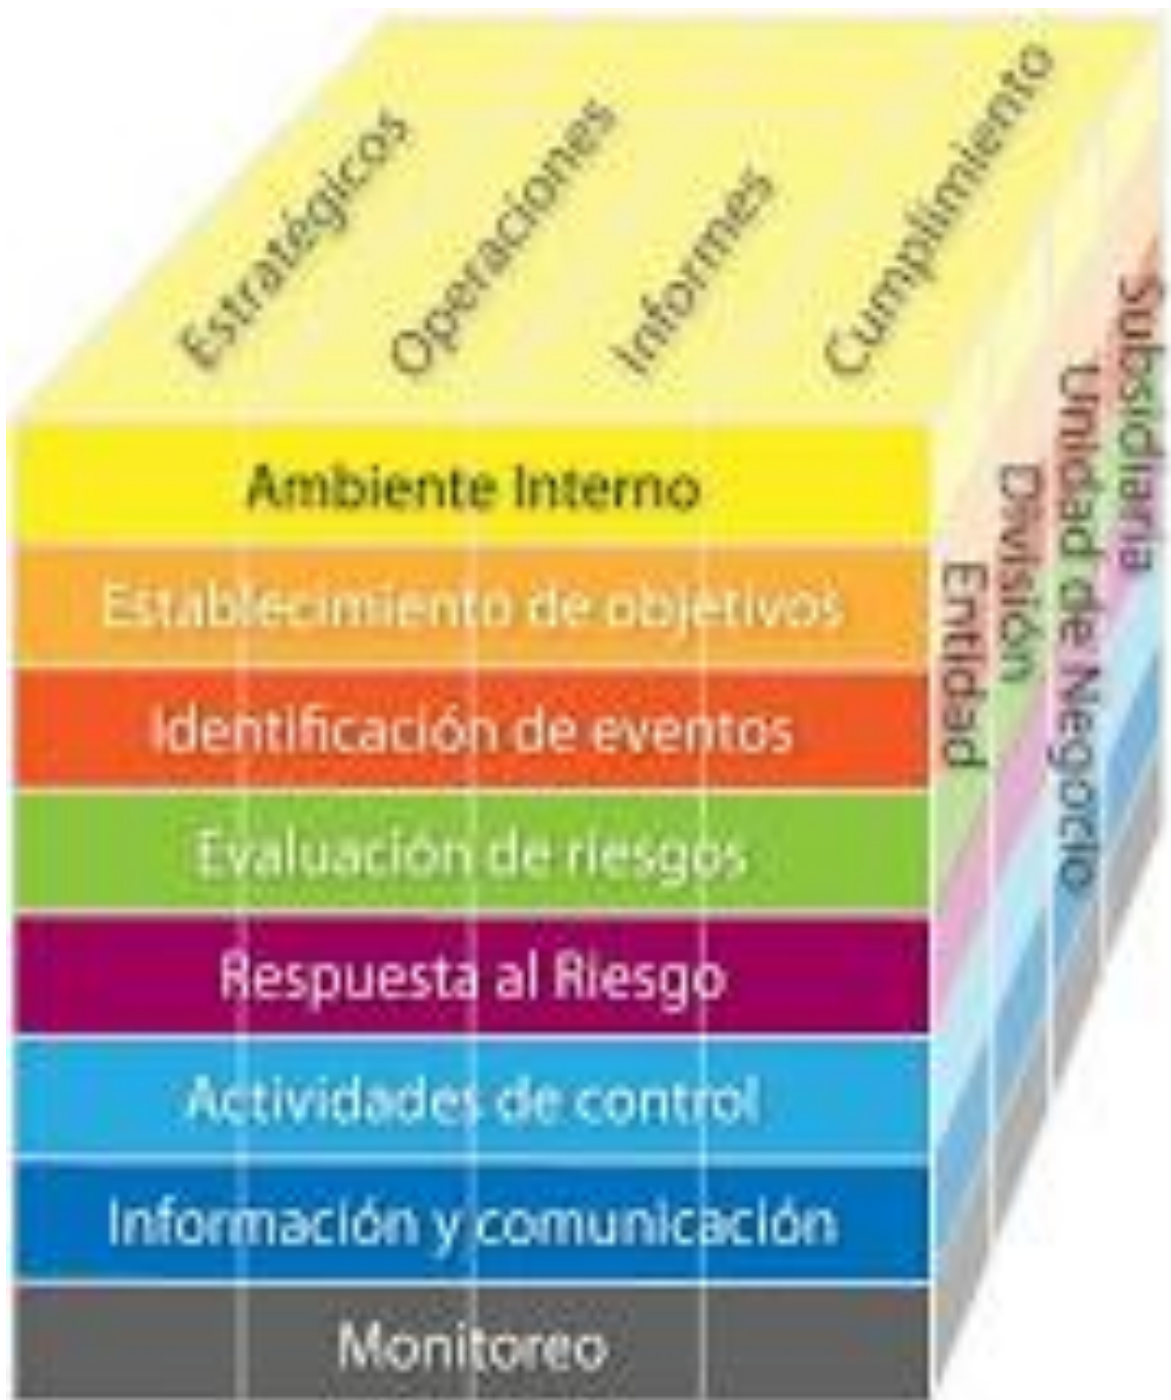 Estratégicos
Operaciones
Informes
Cumplimiento
Ambiente Interno
Establecimiento de objetivos
Identificación de eventos
Evaluación de riesgos
Respuesta al Riesgo
Actividades de control
Información y comunicación
Monitoreo
Entidad
División
Unidad de Negocio
Subsidiaria